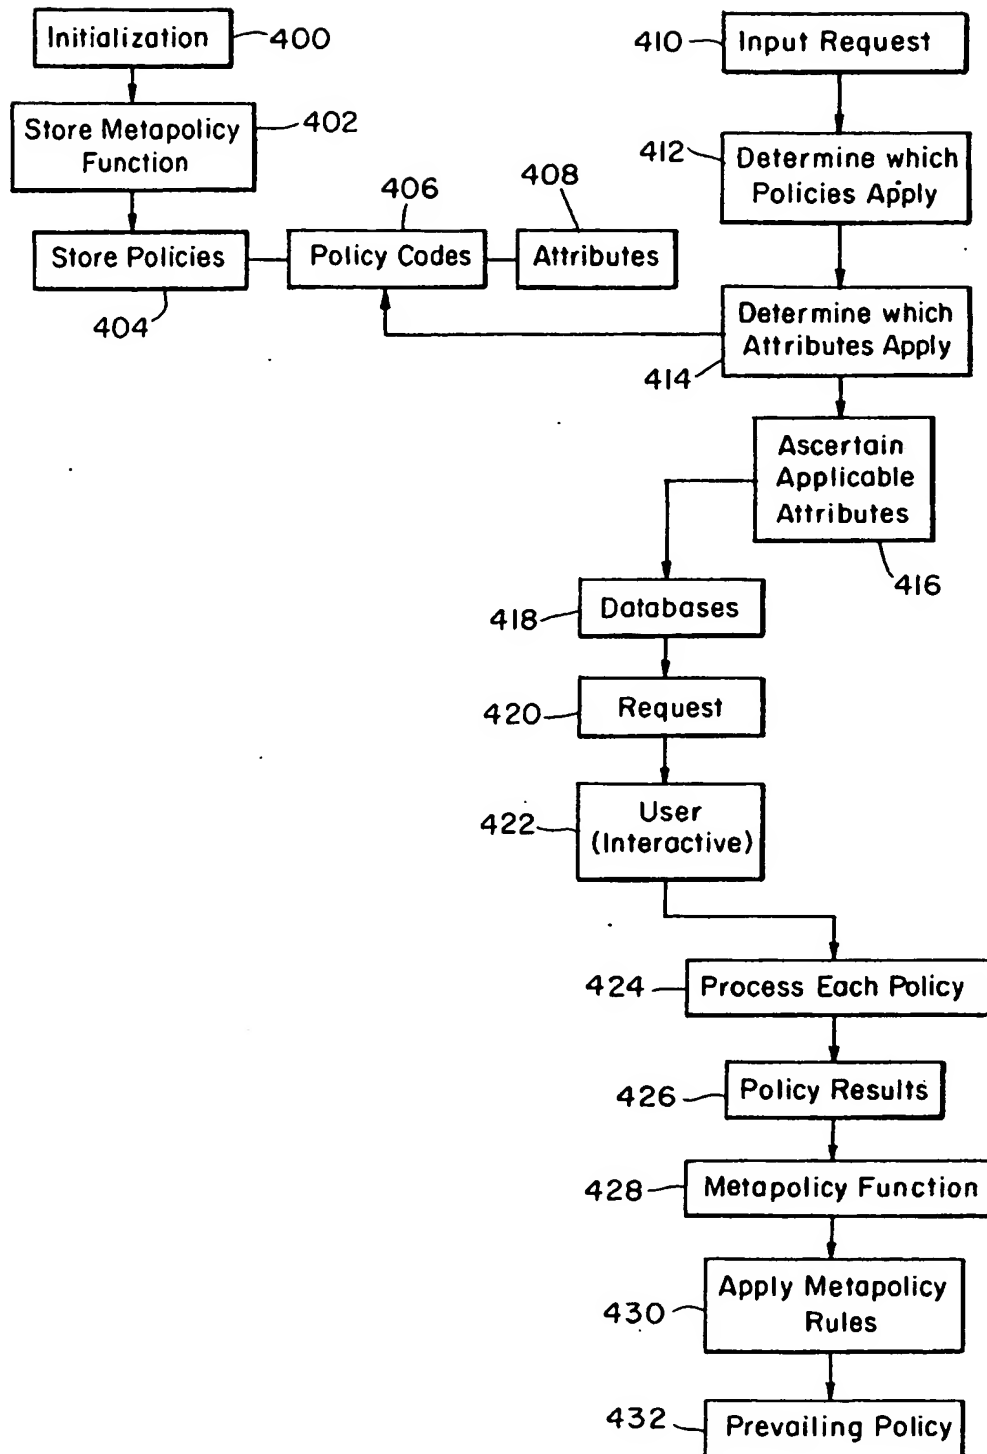 Initialization
400
Store Metapolicy
Function
402
Store Policies
404
406
Policy Codes
408
Attributes
410
Input Request
412
Determine which
Policies Apply
Determine which
Attributes Apply
414
Ascertain
Applicable
Attributes
416
418
Databases
420
Request
422
User
(Interactive)
424
Process Each Policy
426
Policy Results
428
Metapolicy Function
430
Apply Metapolicy
Rules
432
Prevailing Policy